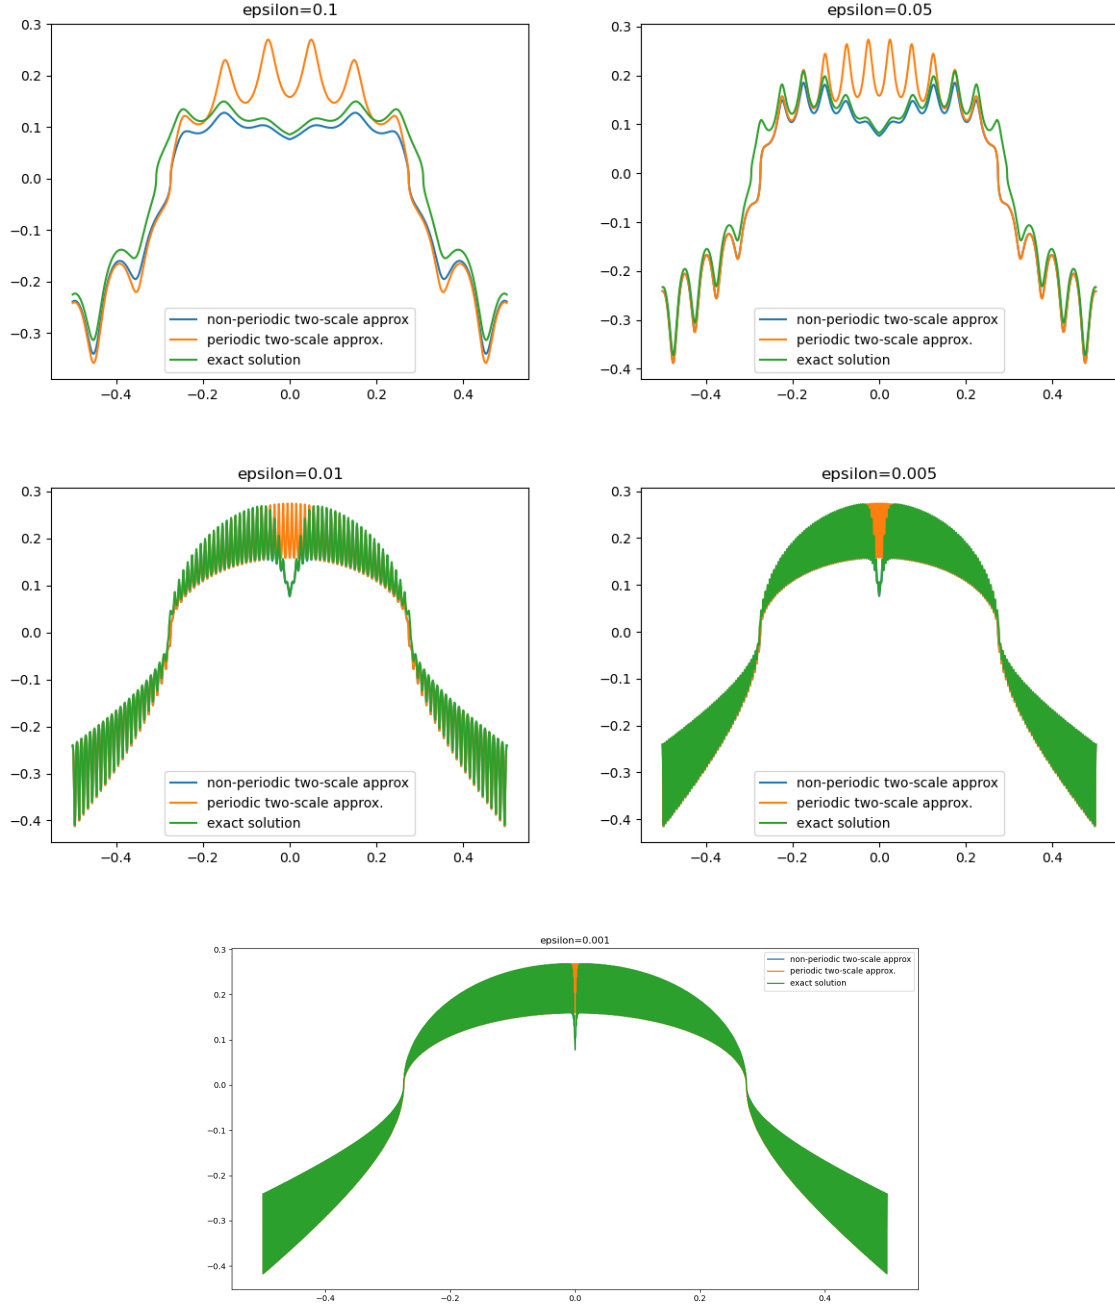 epsilon=0.1
0.3
0.2
0.1
0.0
−0.1
−0.2
−0.3
−0.4 −0.2 0.0 0.2 0.4
non-periodic two-scale approx
periodic two-scale approx.
exact solution
epsilon=0.05
0.3
0.2
0.1
0.0
−0.1
−0.2
−0.3
−0.4
−0.4 −0.2 0.0 0.2 0.4
non-periodic two-scale approx
periodic two-scale approx.
exact solution
epsilon=0.01
0.3
0.2
0.1
0.0
−0.1
−0.2
−0.3
−0.4
−0.4 −0.2 0.0 0.2 0.4
non-periodic two-scale approx
periodic two-scale approx.
exact solution
epsilon=0.005
0.3
0.2
0.1
0.0
−0.1
−0.2
−0.3
−0.4
−0.4 −0.2 0.0 0.2 0.4
non-periodic two-scale approx
periodic two-scale approx.
exact solution
epsilon=0.001
0.3
0.2
0.1
0.0
−0.1
−0.2
−0.3
−0.4
−0.4 −0.2 0.0 0.2 0.4
non-periodic two-scale approx
periodic two-scale approx.
exact solution